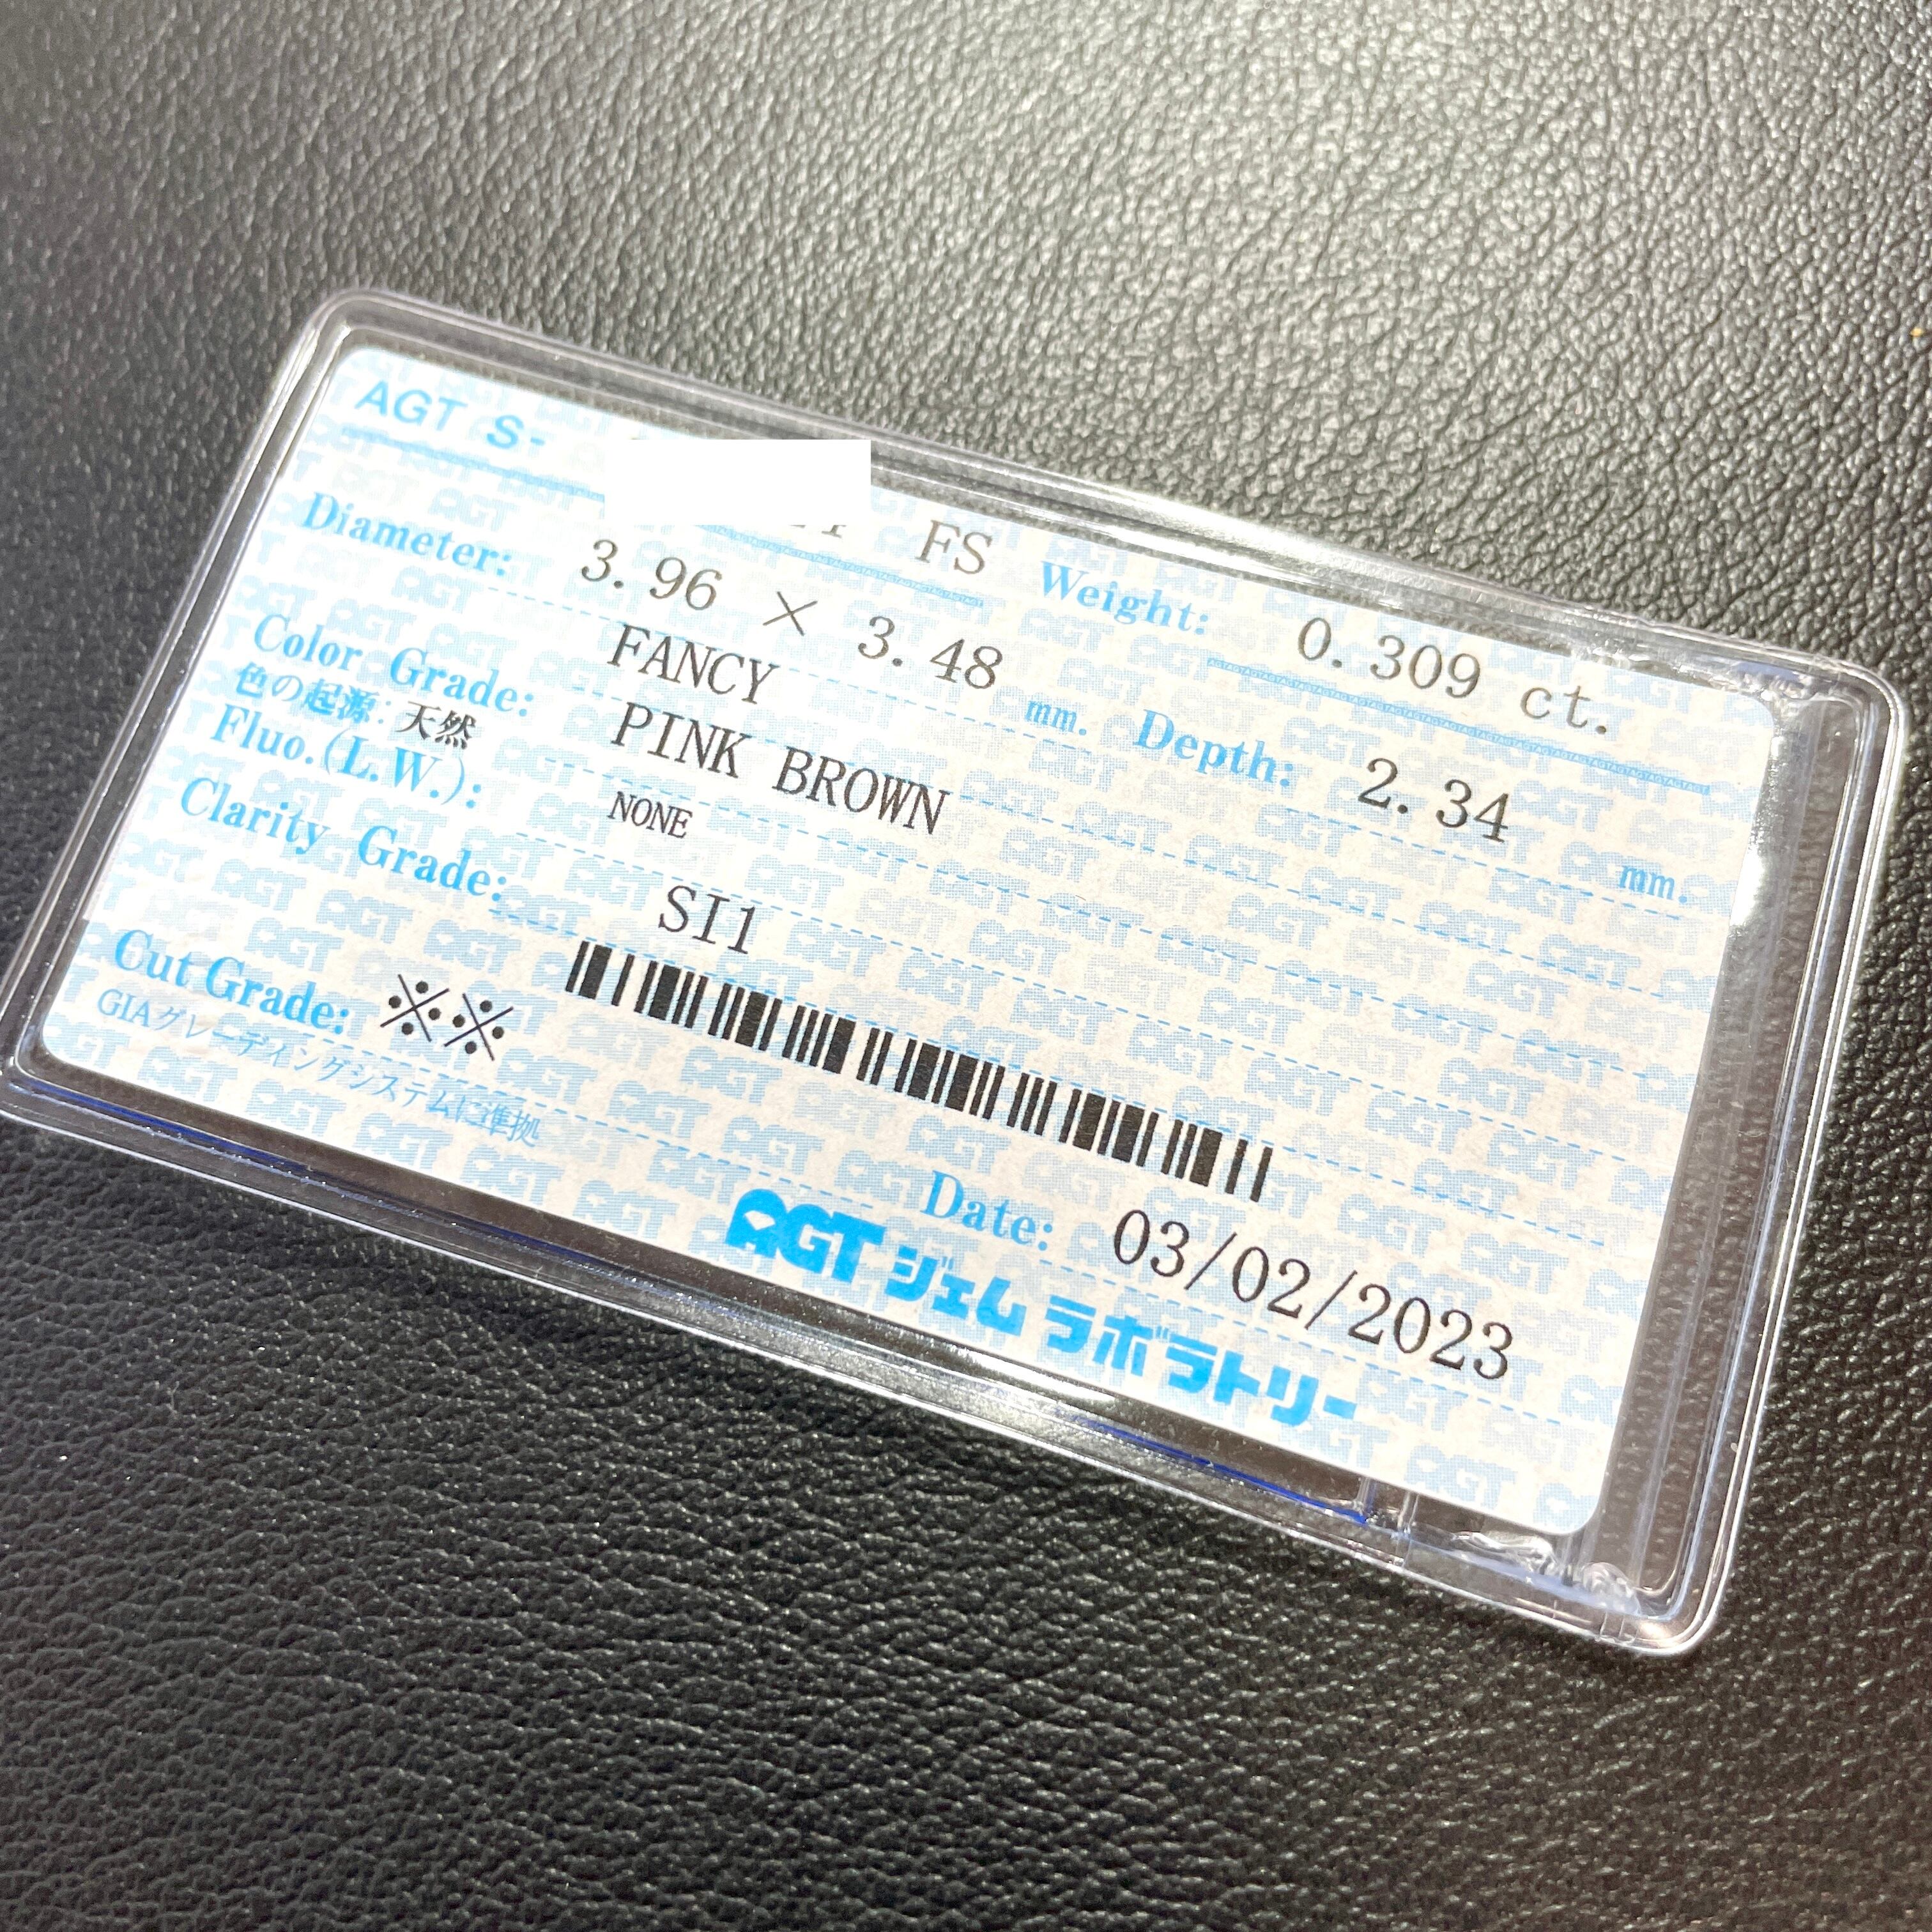 AGT S- FS Weight: 0.309 ct.
Diameter: 3.96 × 3.48 mm. Depth: 2.34 mm.
Color Grade: FANCY
色の起源: 天然 PINK BROWN
Fluo.(L.W.): NONE
Clarity Grade: SI1
Cut Grade: ※※
GIAグレーディングシステムに準拠
Date: 03/02/2023
AGTジェムラボラトリー